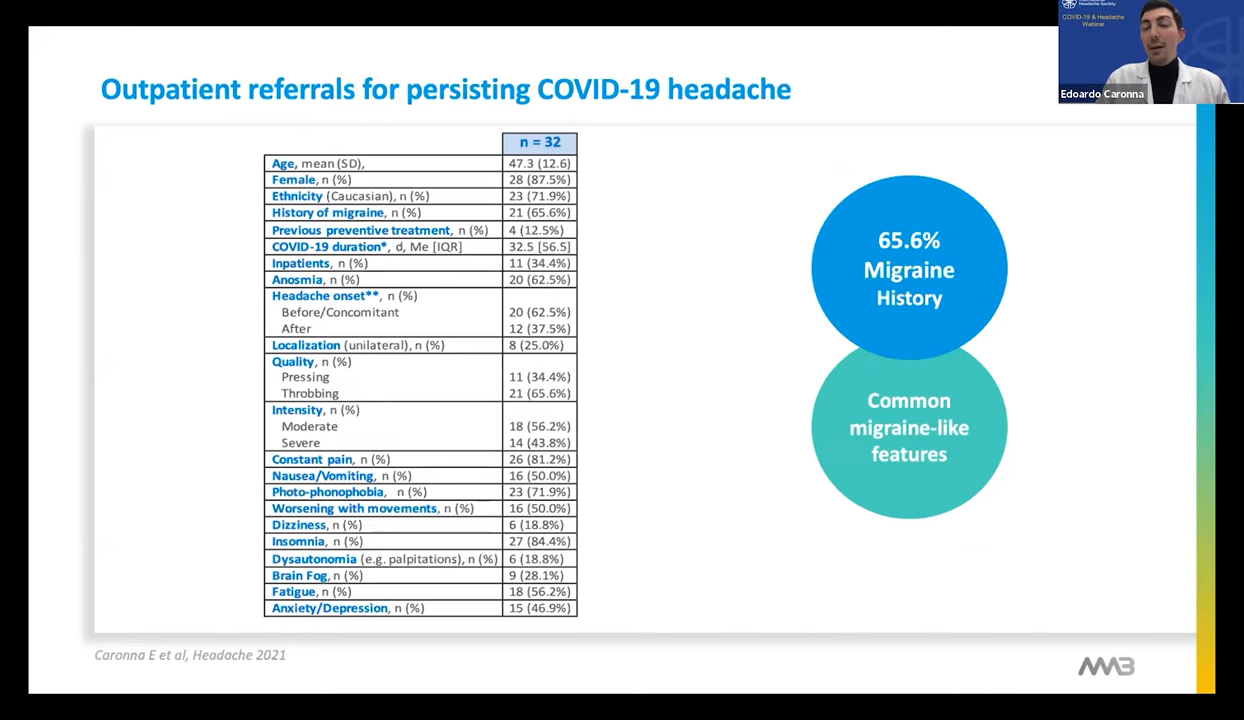 International
Headache Society
COVID-19 & Headache
Webinar
Edoardo Caronna
Outpatient referrals for persisting COVID-19 headache
n = 32
Age, mean (SD), 47.3 (12.6)
Female, n (%) 28 (87.5%)
Ethnicity (Caucasian), n (%) 23 (71.9%)
History of migraine, n (%) 21 (65.6%)
Previous preventive treatment, n (%) 4 (12.5%)
COVID-19 duration*, d, Me [IQR] 32.5 [56.5]
Inpatients, n (%) 11 (34.4%)
Anosmia, n (%) 20 (62.5%)
Headache onset**, n (%)
Before/Concomitant 20 (62.5%)
After 12 (37.5%)
Localization (unilateral), n (%) 8 (25.0%)
Quality, n (%)
Pressing 11 (34.4%)
Throbbing 21 (65.6%)
Intensity, n (%)
Moderate 18 (56.2%)
Severe 14 (43.8%)
Constant pain, n (%) 26 (81.2%)
Nausea/Vomiting, n (%) 16 (50.0%)
Photo-phonophobia, n (%) 23 (71.9%)
Worsening with movements, n (%) 16 (50.0%)
Dizziness, n (%) 6 (18.8%)
Insomnia, n (%) 27 (84.4%)
Dysautonomia (e.g. palpitations), n (%) 6 (18.8%)
Brain Fog, n (%) 9 (28.1%)
Fatigue, n (%) 18 (56.2%)
Anxiety/Depression, n (%) 15 (46.9%)
65.6%
Migraine
History
Common
migraine-like
features
Caronna E et al, Headache 2021